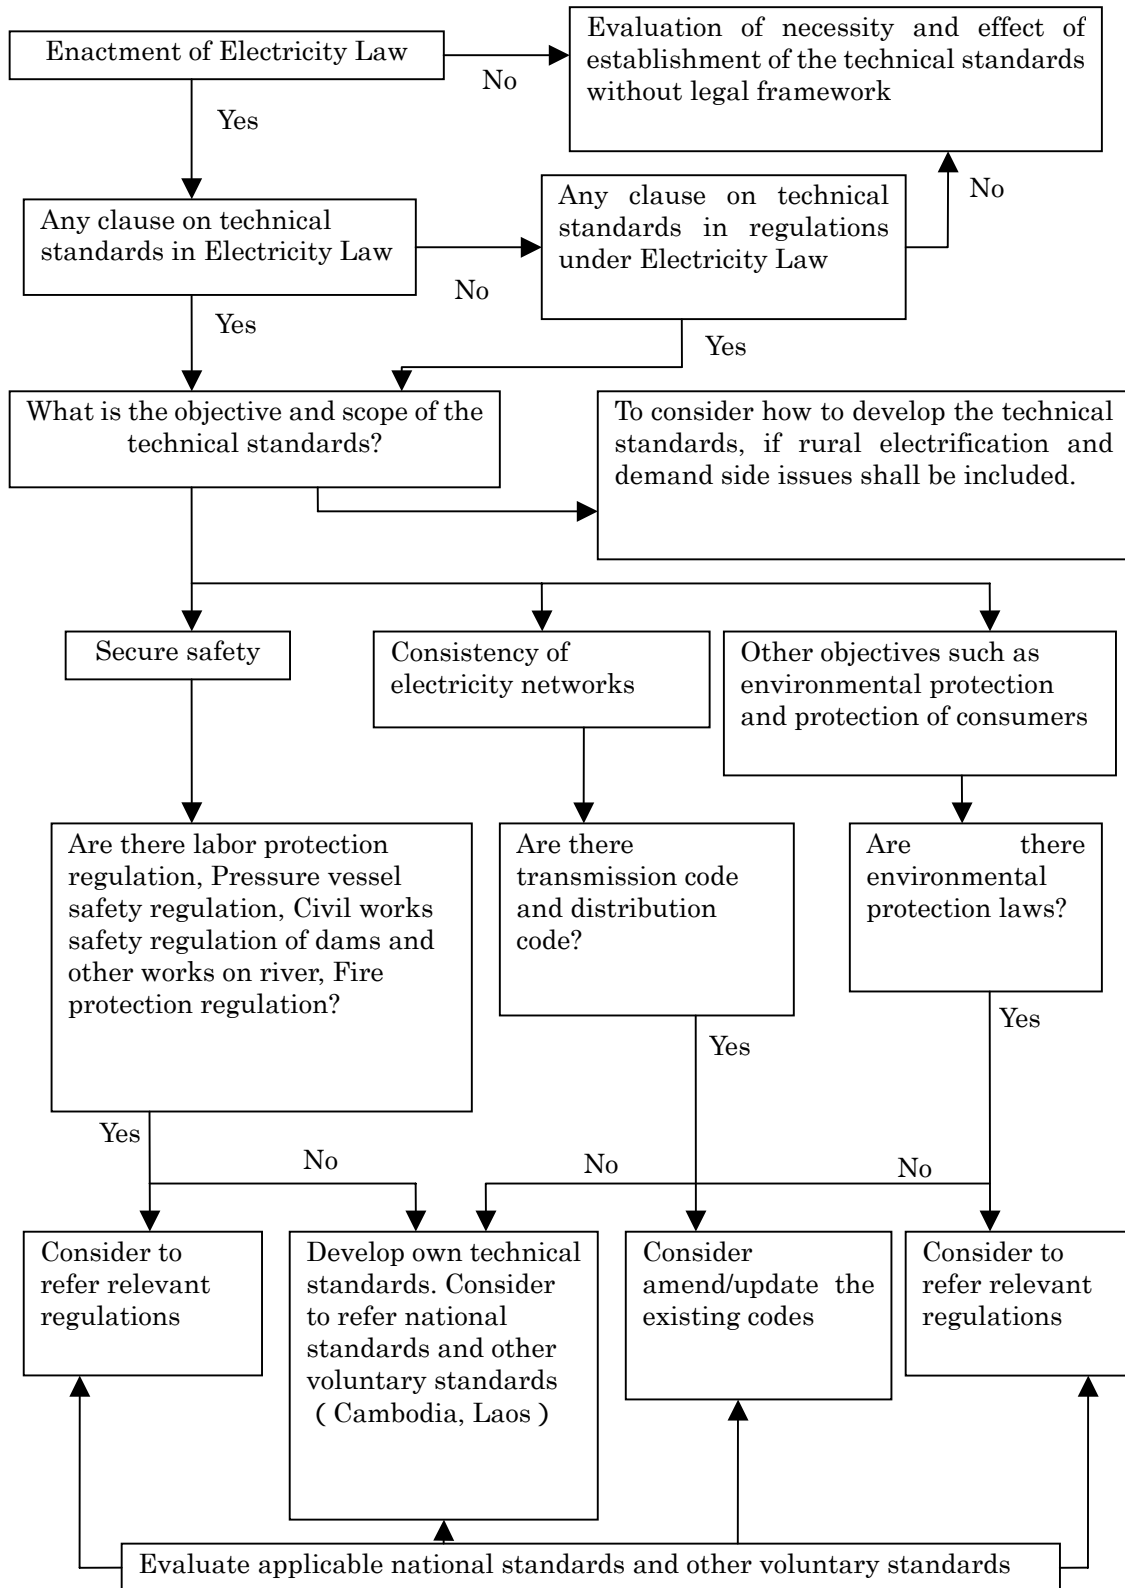 Enactment of Electricity Law
No
Evaluation of necessity and effect of
establishment of the technical standards
without legal framework
Yes
Any clause on technical
standards in Electricity Law
No
Any clause on technical
standards in regulations
under Electricity Law
No
Yes
Yes
What is the objective and scope of the
technical standards?
To consider how to develop the technical
standards, if rural electrification and
demand side issues shall be included.
Secure safety
Consistency of
electricity networks
Other objectives such as
environmental protection
and protection of consumers
Are there labor protection
regulation, Pressure vessel
safety regulation, Civil works
safety regulation of dams and
other works on river, Fire
protection regulation?
Are there
transmission code
and distribution
code?
Are there
environmental
protection laws?
Yes
Yes
Yes
No
No
No
Consider to
refer relevant
regulations
Develop own technical
standards. Consider
to refer national
standards and other
voluntary standards
( Cambodia, Laos )
Consider
amend/update the
existing codes
Consider to
refer relevant
regulations
Evaluate applicable national standards and other voluntary standards